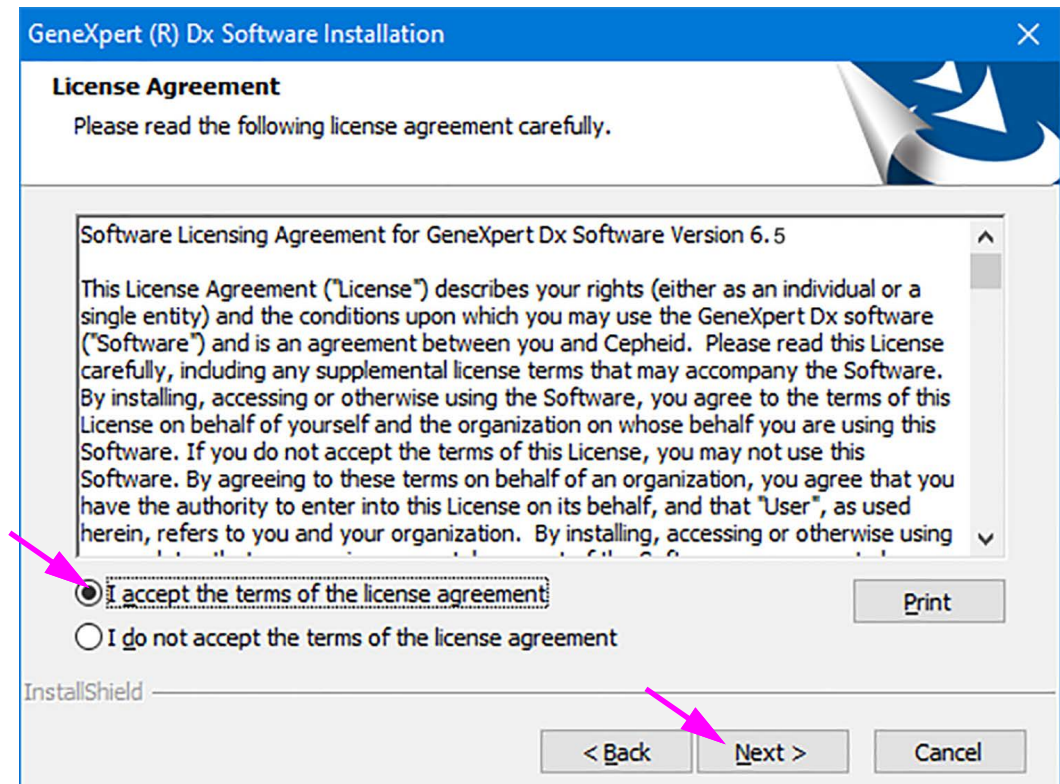 GeneXpert (R) Dx Software Installation
License Agreement
Please read the following license agreement carefully.
Software Licensing Agreement for GeneXpert Dx Software Version 6.5
This License Agreement ("License") describes your rights (either as an individual or a
single entity) and the conditions upon which you may use the GeneXpert Dx software
("Software") and is an agreement between you and Cepheid.  Please read this License
carefully, including any supplemental license terms that may accompany the Software.
By installing, accessing or otherwise using the Software, you agree to the terms of this
License on behalf of yourself and the organization on whose behalf you are using this
Software. If you do not accept the terms of this License, you may not use this
Software. By agreeing to these terms on behalf of an organization, you agree that you
have the authority to enter into this License on its behalf, and that "User", as used
herein, refers to you and your organization.  By installing, accessing or otherwise using
I accept the terms of the license agreement
Print
I do not accept the terms of the license agreement
InstallShield
< Back
Next >
Cancel